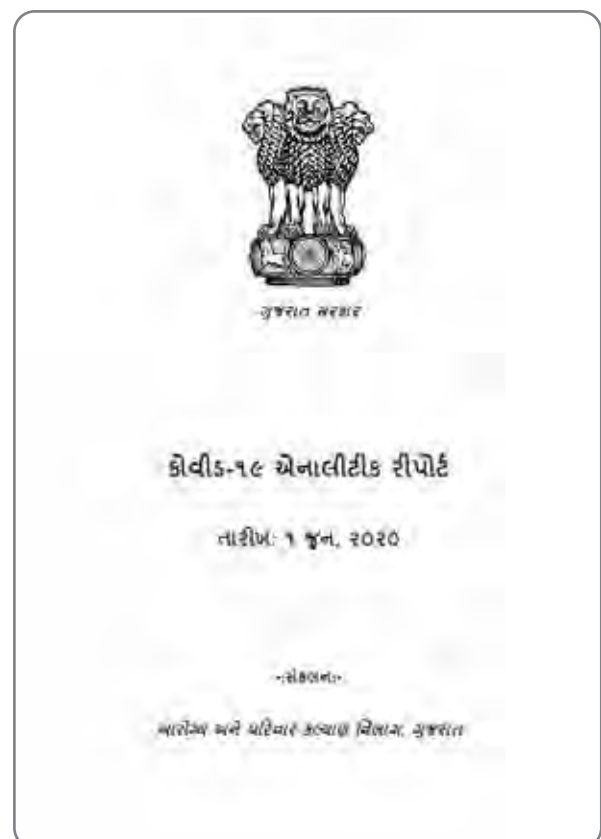 ગુજરાત સરકાર
કોવીડ-૧૯ એનાલીટીક રીપોર્ટ
તારીખ: ૧ જુન, ૨૦૨૦
-:સંકલન:-
આરોગ્ય અને પરિવાર કલ્યાણ વિભાગ, ગુજરાત